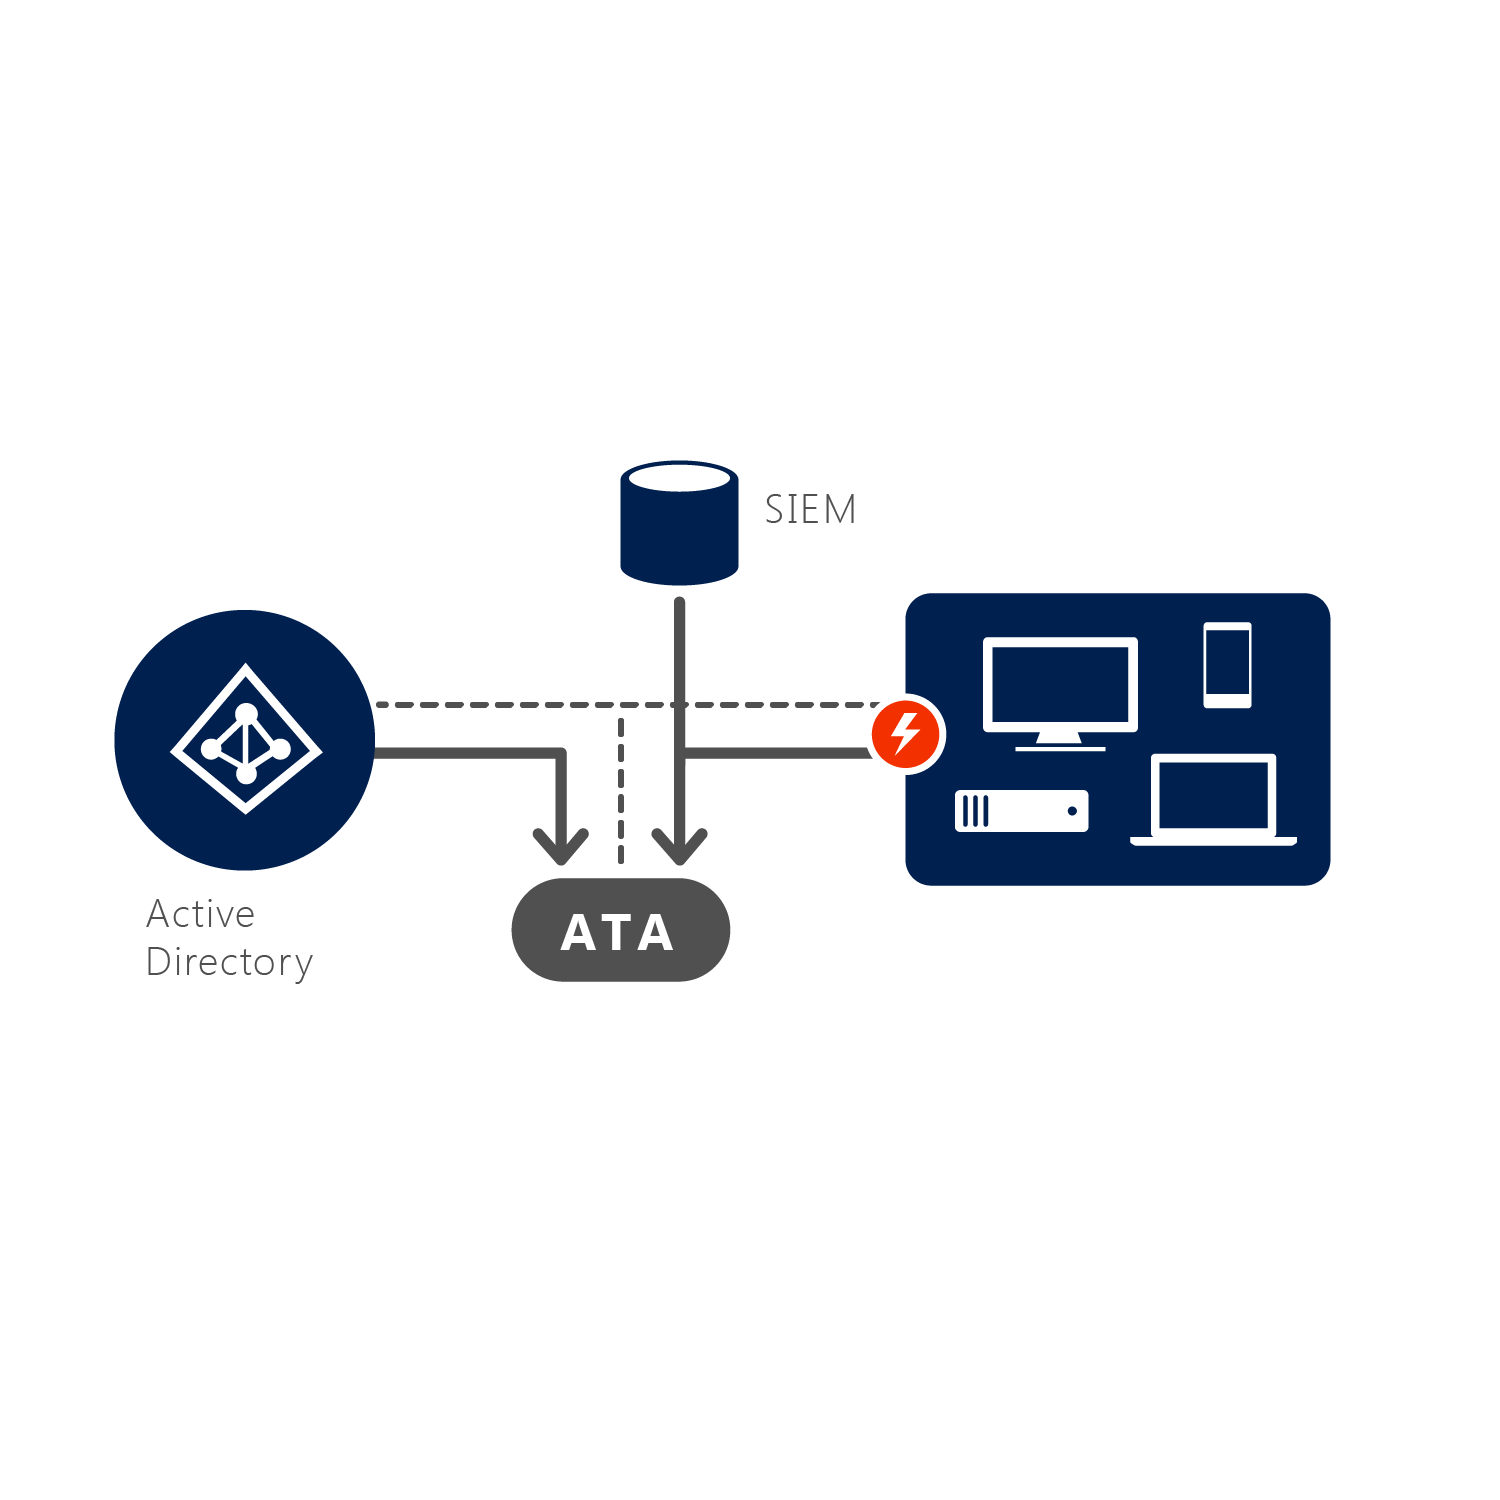 SIEM
Active
Directory
ATA